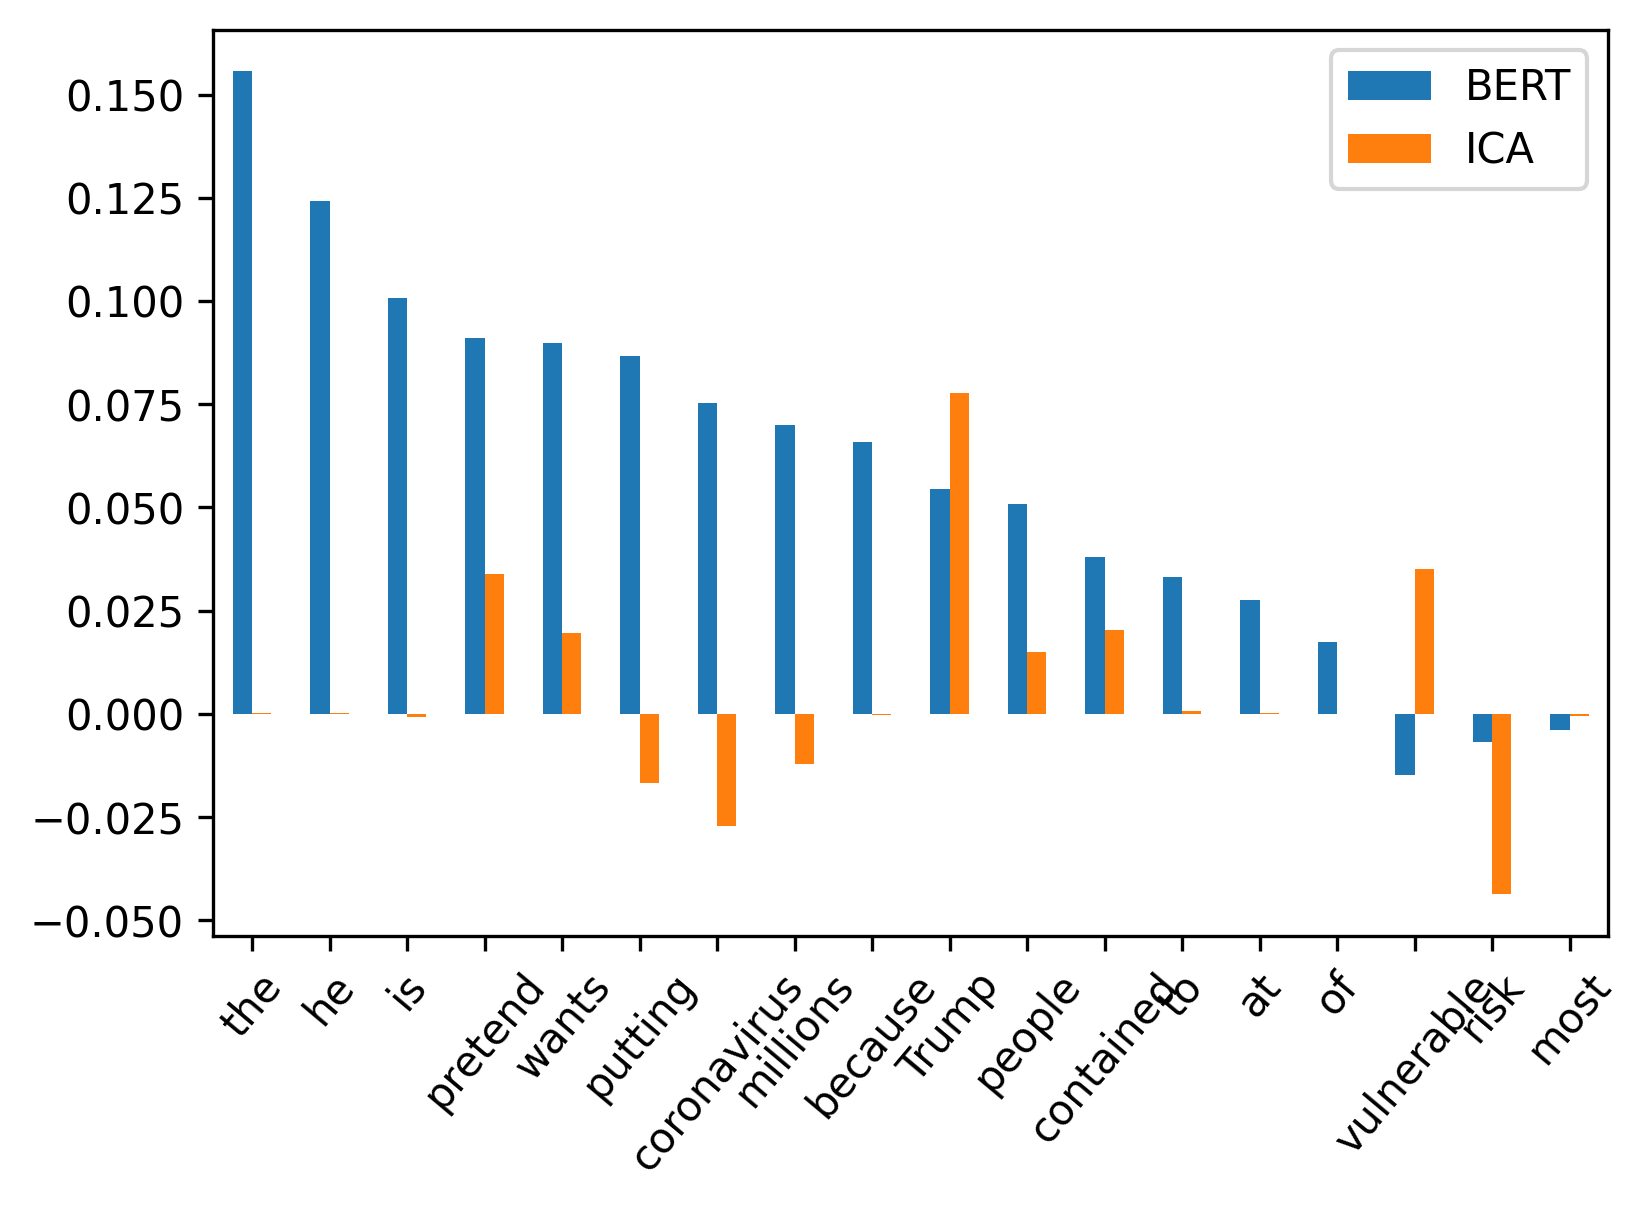 BERT
ICA
0.150
0.125
0.100
0.075
0.050
0.025
0.000
−0.025
−0.050
the
he
is
pretend
wants
putting
coronavirus
millions
because
Trump
people
contained
to
at
of
vulnerable
risk
most